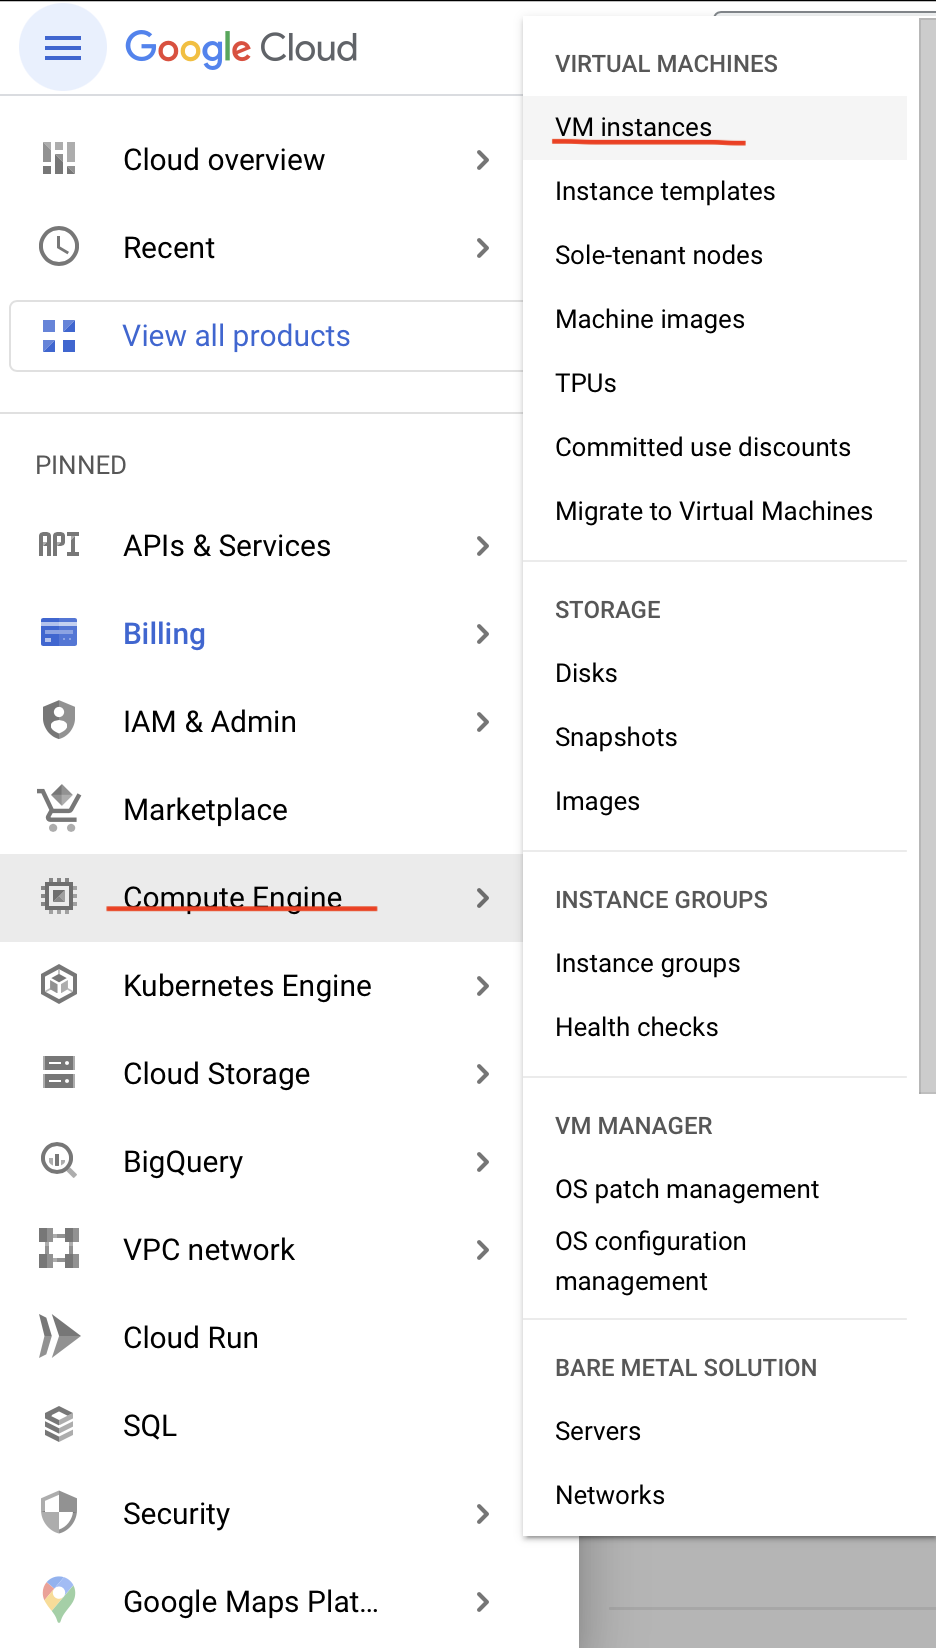 Google Cloud
Cloud overview
Recent
View all products
PINNED
API
APIs & Services
Billing
IAM & Admin
Marketplace
Compute Engine
Kubernetes Engine
Cloud Storage
BigQuery
VPC network
Cloud Run
SQL
Security
Google Maps Plat...
VIRTUAL MACHINES
VM instances
Instance templates
Sole-tenant nodes
Machine images
TPUs
Committed use discounts
Migrate to Virtual Machines
STORAGE
Disks
Snapshots
Images
INSTANCE GROUPS
Instance groups
Health checks
VM MANAGER
OS patch management
OS configuration
management
BARE METAL SOLUTION
Servers
Networks